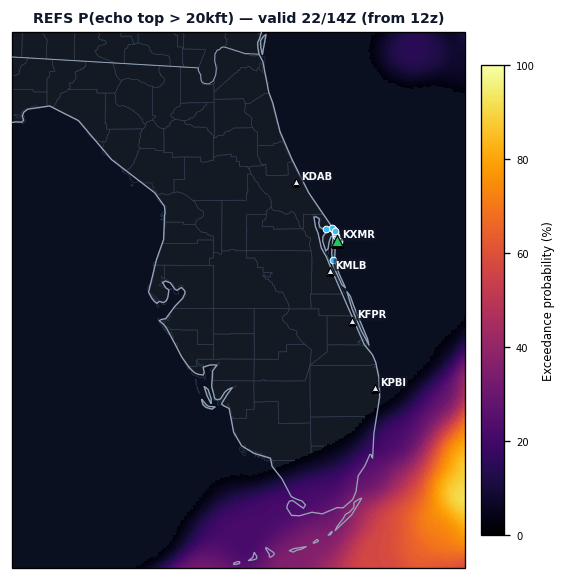 REFS P(echo top > 20kft) — valid 22/14Z (from 12z)
KDAB
KXMR
KMLB
KFPR
KPBI
100
80
60
40
20
0
Exceedance probability (%)